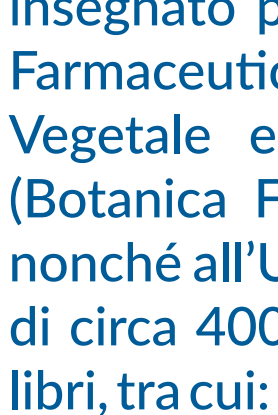 insegnato
Farmaceutic
Vegetale e
(Botanica F
nonché all'U
di circa 400
libri, tra cui: